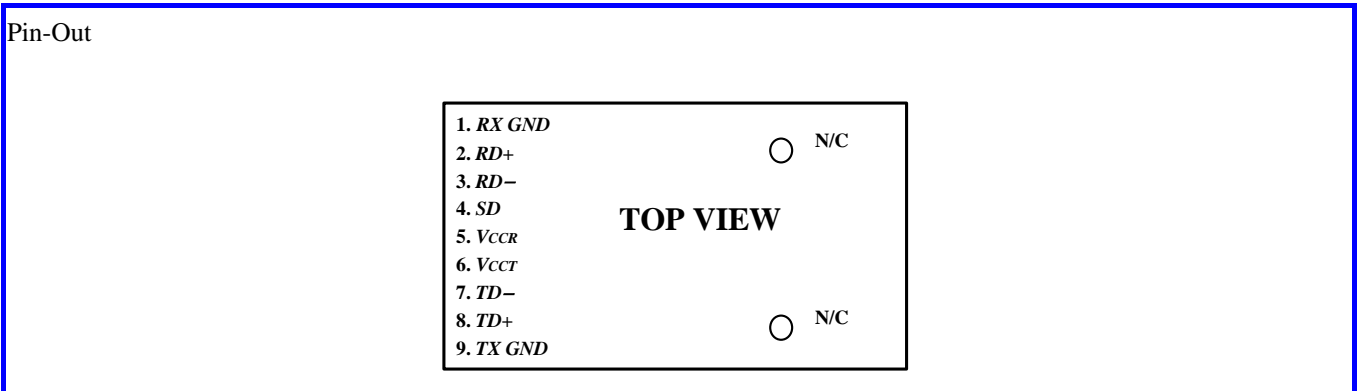 Pin-Out
1. RX GND
N/C
2. RD+
3. RD−
4. SD
TOP VIEW
5. VCCR
6. VCCT
7. TD−
8. TD+
N/C
9. TX GND